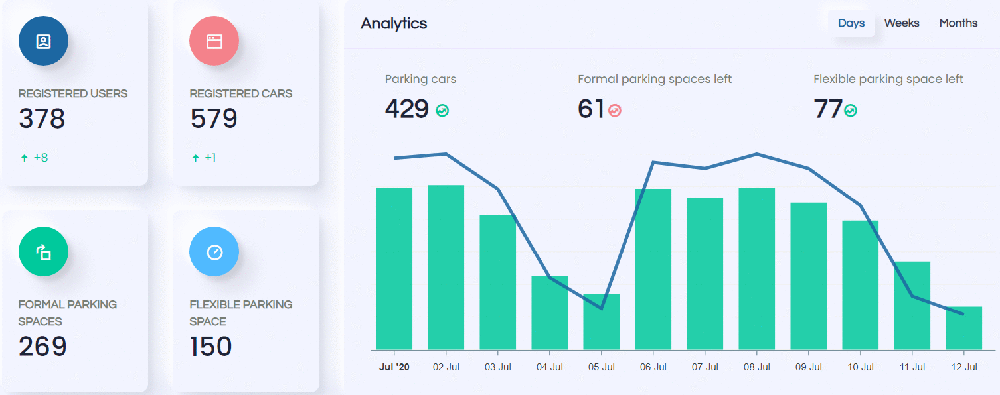 REGISTERED USERS
378
+8
REGISTERED CARS
579
+1
FORMAL PARKING
SPACES
269
FLEXIBLE PARKING
SPACE
150
Analytics
Days Weeks Months
Parking cars
429
Formal parking spaces left
61
Flexible parking space left
77
Jul '20 02 Jul 03 Jul 04 Jul 05 Jul 06 Jul 07 Jul 08 Jul 09 Jul 10 Jul 11 Jul 12 Jul